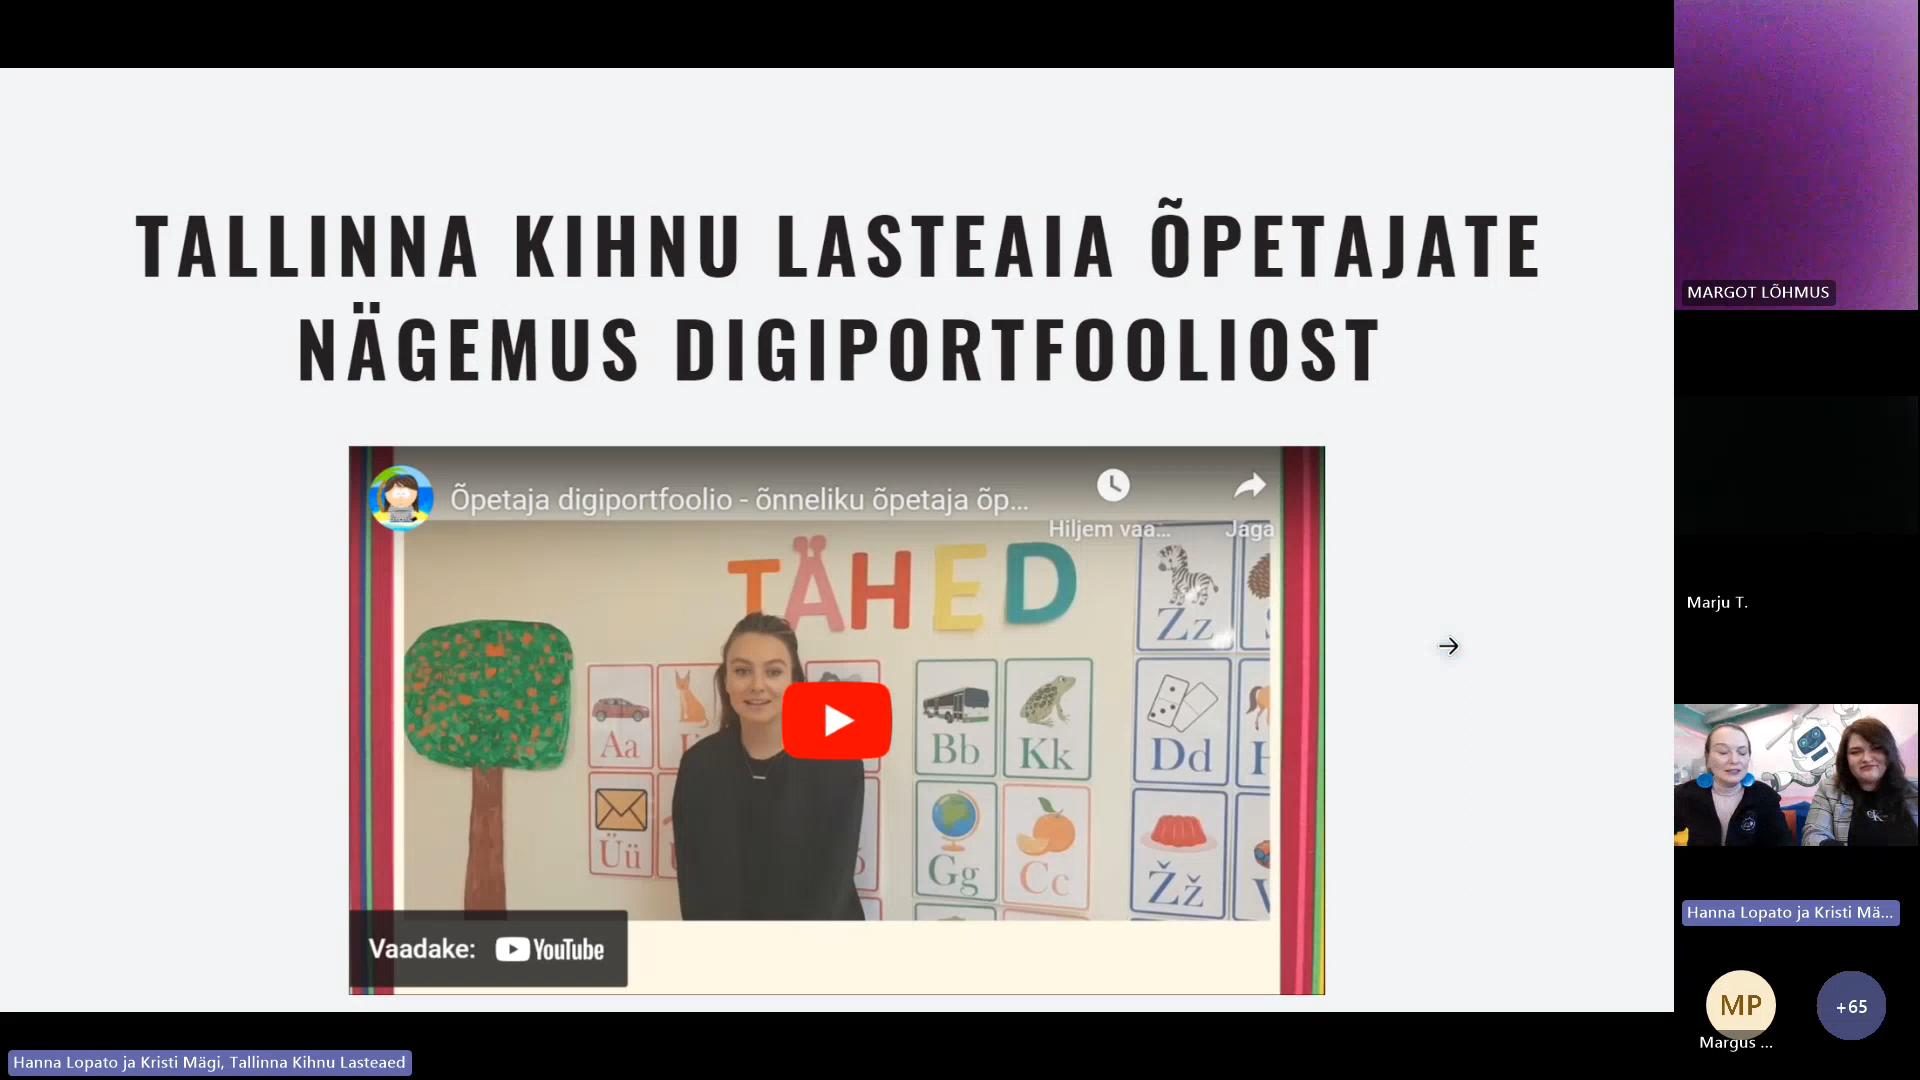 TALLINNA KIHNU LASTEAIA ÕPETAJATE
NÄGEMUS DIGIPORTFOOLIOST
Õpetaja digiportfoolio - õnneliku õpetaja õp...
Hiljem vaa...
Jaga
TÄHED
Zz
Aa
Bb
Kk
Dd
Üü
Gg
Cc
Žž
Vaadake: YouTube
MARGOT LÕHMUS
Marju T.
Hanna Lopato ja Kristi Mä...
MP
+65
Margus ...
Hanna Lopato ja Kristi Mägi, Tallinna Kihnu Lasteaed